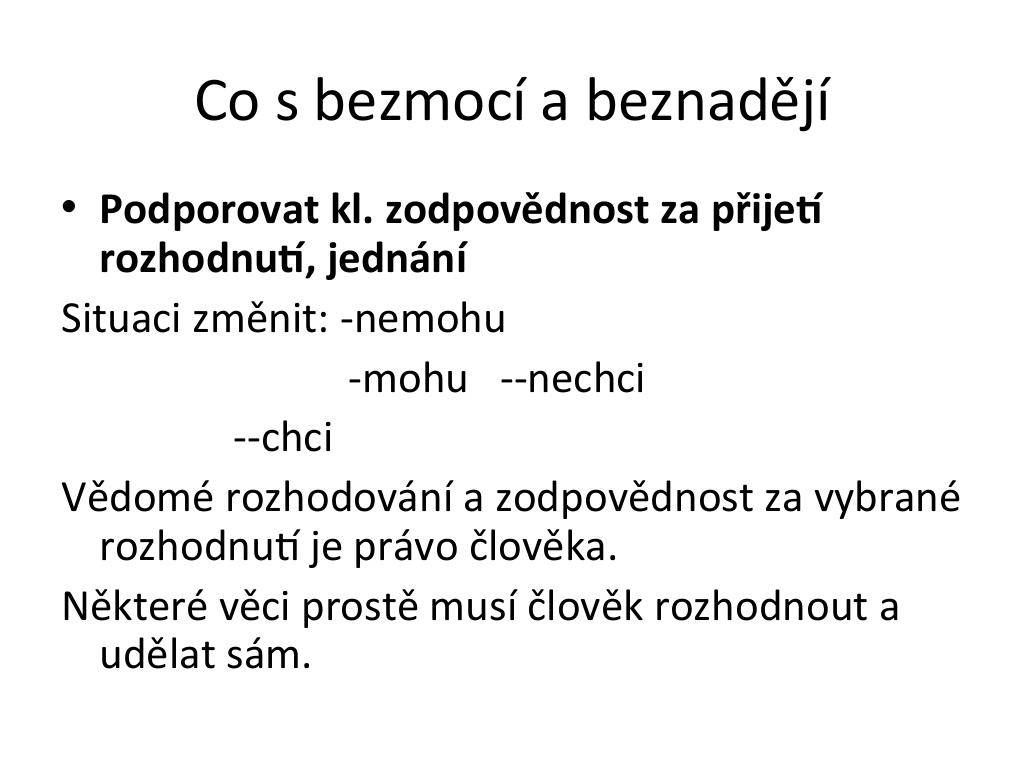 Co s bezmocí a beznadějí
• Podporovat kl. zodpovědnost za přijetí
rozhodnutí, jednání
Situaci změnit: -nemohu
-mohu --nechci
--chci
Vědomé rozhodování a zodpovědnost za vybrané
rozhodnutí je právo člověka.
Některé věci prostě musí člověk rozhodnout a
udělat sám.